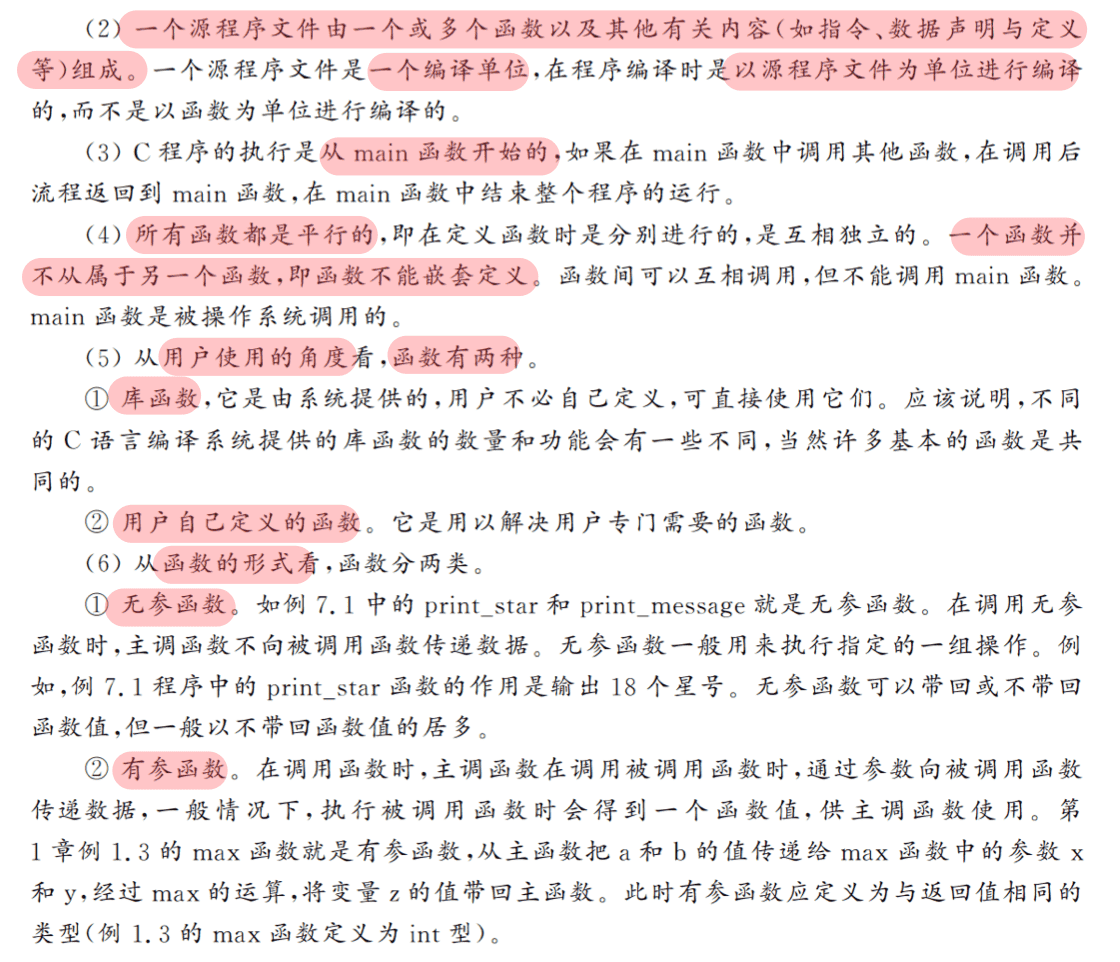 (2) 一个源程序文件由一个或多个函数以及其他有关内容(如指令、数据声明与定义
等)组成。一个源程序文件是一个编译单位,在程序编译时是以源程序文件为单位进行编译
的,而不是以函数为单位进行编译的。
(3) C 程序的执行是从 main 函数开始的,如果在 main 函数中调用其他函数,在调用后
流程返回到 main 函数,在 main 函数中结束整个程序的运行。
(4) 所有函数都是平行的,即在定义函数时是分别进行的,是互相独立的。一个函数并
不从属于另一个函数,即函数不能嵌套定义。函数间可以互相调用,但不能调用 main 函数。
main 函数是被操作系统调用的。
(5) 从用户使用的角度看,函数有两种。
① 库函数,它是由系统提供的,用户不必自己定义,可直接使用它们。应该说明,不同
的 C 语言编译系统提供的库函数的数量和功能会有一些不同,当然许多基本的函数是共
同的。
② 用户自己定义的函数。它是用以解决用户专门需要的函数。
(6) 从函数的形式看,函数分两类。
① 无参函数。如例 7.1 中的 print_star 和 print_message 就是无参函数。在调用无参
函数时,主调函数不向被调用函数传递数据。无参函数一般用来执行指定的一组操作。例
如,例 7.1 程序中的 print_star 函数的作用是输出 18 个星号。无参函数可以带回或不带回
函数值,但一般以不带回函数值的居多。
② 有参函数。在调用函数时,主调函数在调用被调用函数时,通过参数向被调用函数
传递数据,一般情况下,执行被调用函数时会得到一个函数值,供主调函数使用。第
1 章例 1.3 的 max 函数就是有参函数,从主函数把 a 和 b 的值传递给 max 函数中的参数 x
和 y,经过 max 的运算,将变量 z 的值带回主函数。此时有参函数应定义为与返回值相同的
类型(例 1.3 的 max 函数定义为 int 型)。